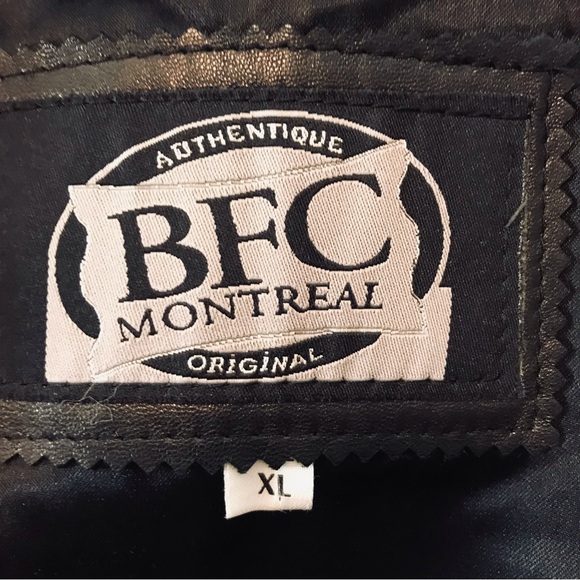 AUTHENTIQUE
BFC
MONTREAL
ORiGiNAL
XL